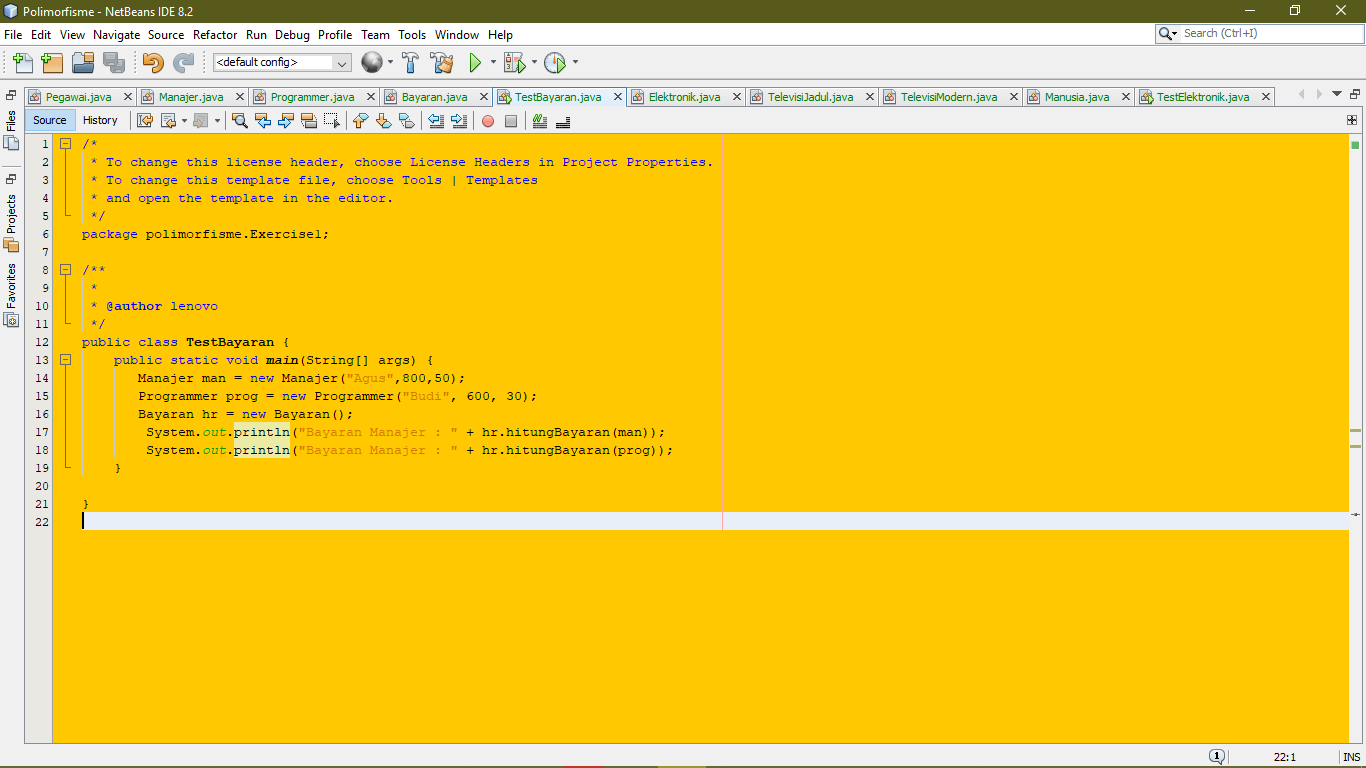 Polimorfisme - NetBeans IDE 8.2
File Edit View Navigate Source Refactor Run Debug Profile Team Tools Window Help
Search (Ctrl+I)
<default config>
Pegawai.java Manajer.java Programmer.java Bayaran.java TestBayaran.java Elektronik.java TelevisiJadul.java TelevisiModern.java Manusia.java TestElektronik.java
Files
Projects
Favorites
Source History
1 /*
2  * To change this license header, choose License Headers in Project Properties.
3  * To change this template file, choose Tools | Templates
4  * and open the template in the editor.
5  */
6 package polimorfisme.Exercise1;
7
8 /**
9  *
10  * @author lenovo
11  */
12 public class TestBayaran {
13     public static void main(String[] args) {
14        Manajer man = new Manajer("Agus",800,50);
15        Programmer prog = new Programmer("Budi", 600, 30);
16        Bayaran hr = new Bayaran();
17         System.out.println("Bayaran Manajer : " + hr.hitungBayaran(man));
18         System.out.println("Bayaran Manajer : " + hr.hitungBayaran(prog));
19     }
20
21 }
22
1 22:1 INS